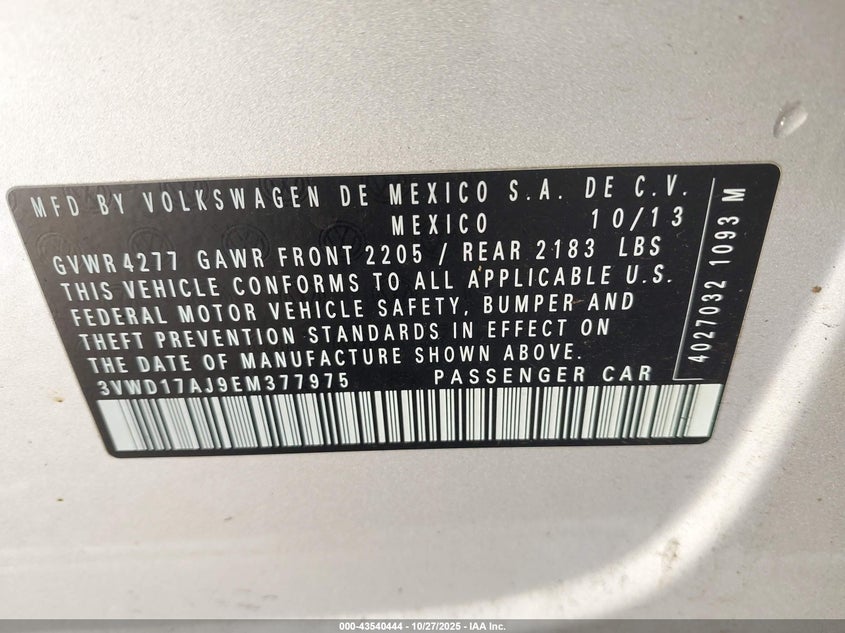 MFD BY VOLKSWAGEN DE MEXICO S.A. DE C.V.
MEXICO 10/13
GVWR 4277 GAWR FRONT 2205 / REAR 2183 LBS
THIS VEHICLE CONFORMS TO ALL APPLICABLE U.S.
FEDERAL MOTOR VEHICLE SAFETY, BUMPER AND
THEFT PREVENTION STANDARDS IN EFFECT ON
THE DATE OF MANUFACTURE SHOWN ABOVE.
3VWD17AJ9EM377975 PASSENGER CAR
4027032 1093 M
000-43540444 - 10/27/2025 - IAA Inc.